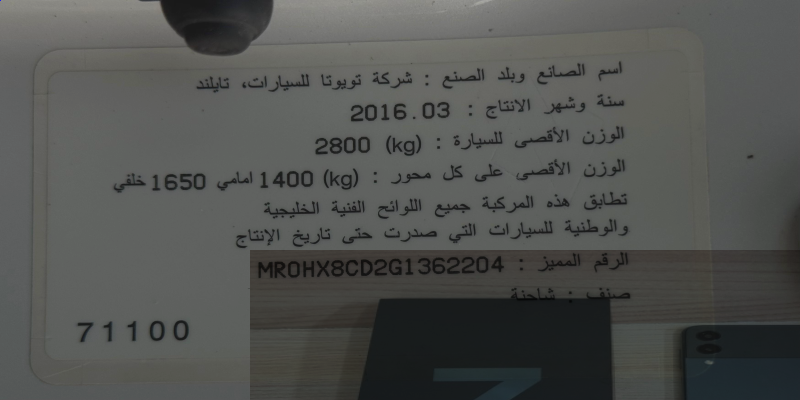 اسم الصانع وبلد الصنع : شركة تويوتا للسيارات، تايلند
سنة وشهر الانتاج : 2016.03
الوزن الأقصى للسيارة : 2800 (kg)
الوزن الأقصى على كل محور : (kg) 1400 امامي 1650 خلفي
تطابق هذه المركبة جميع اللوائح الفنية الخليجية
والوطنية للسيارات التي صدرت حتى تاريخ الإنتاج
الرقم المميز : MR0HX8CD2G1362204
صنف : شاحنة
71100